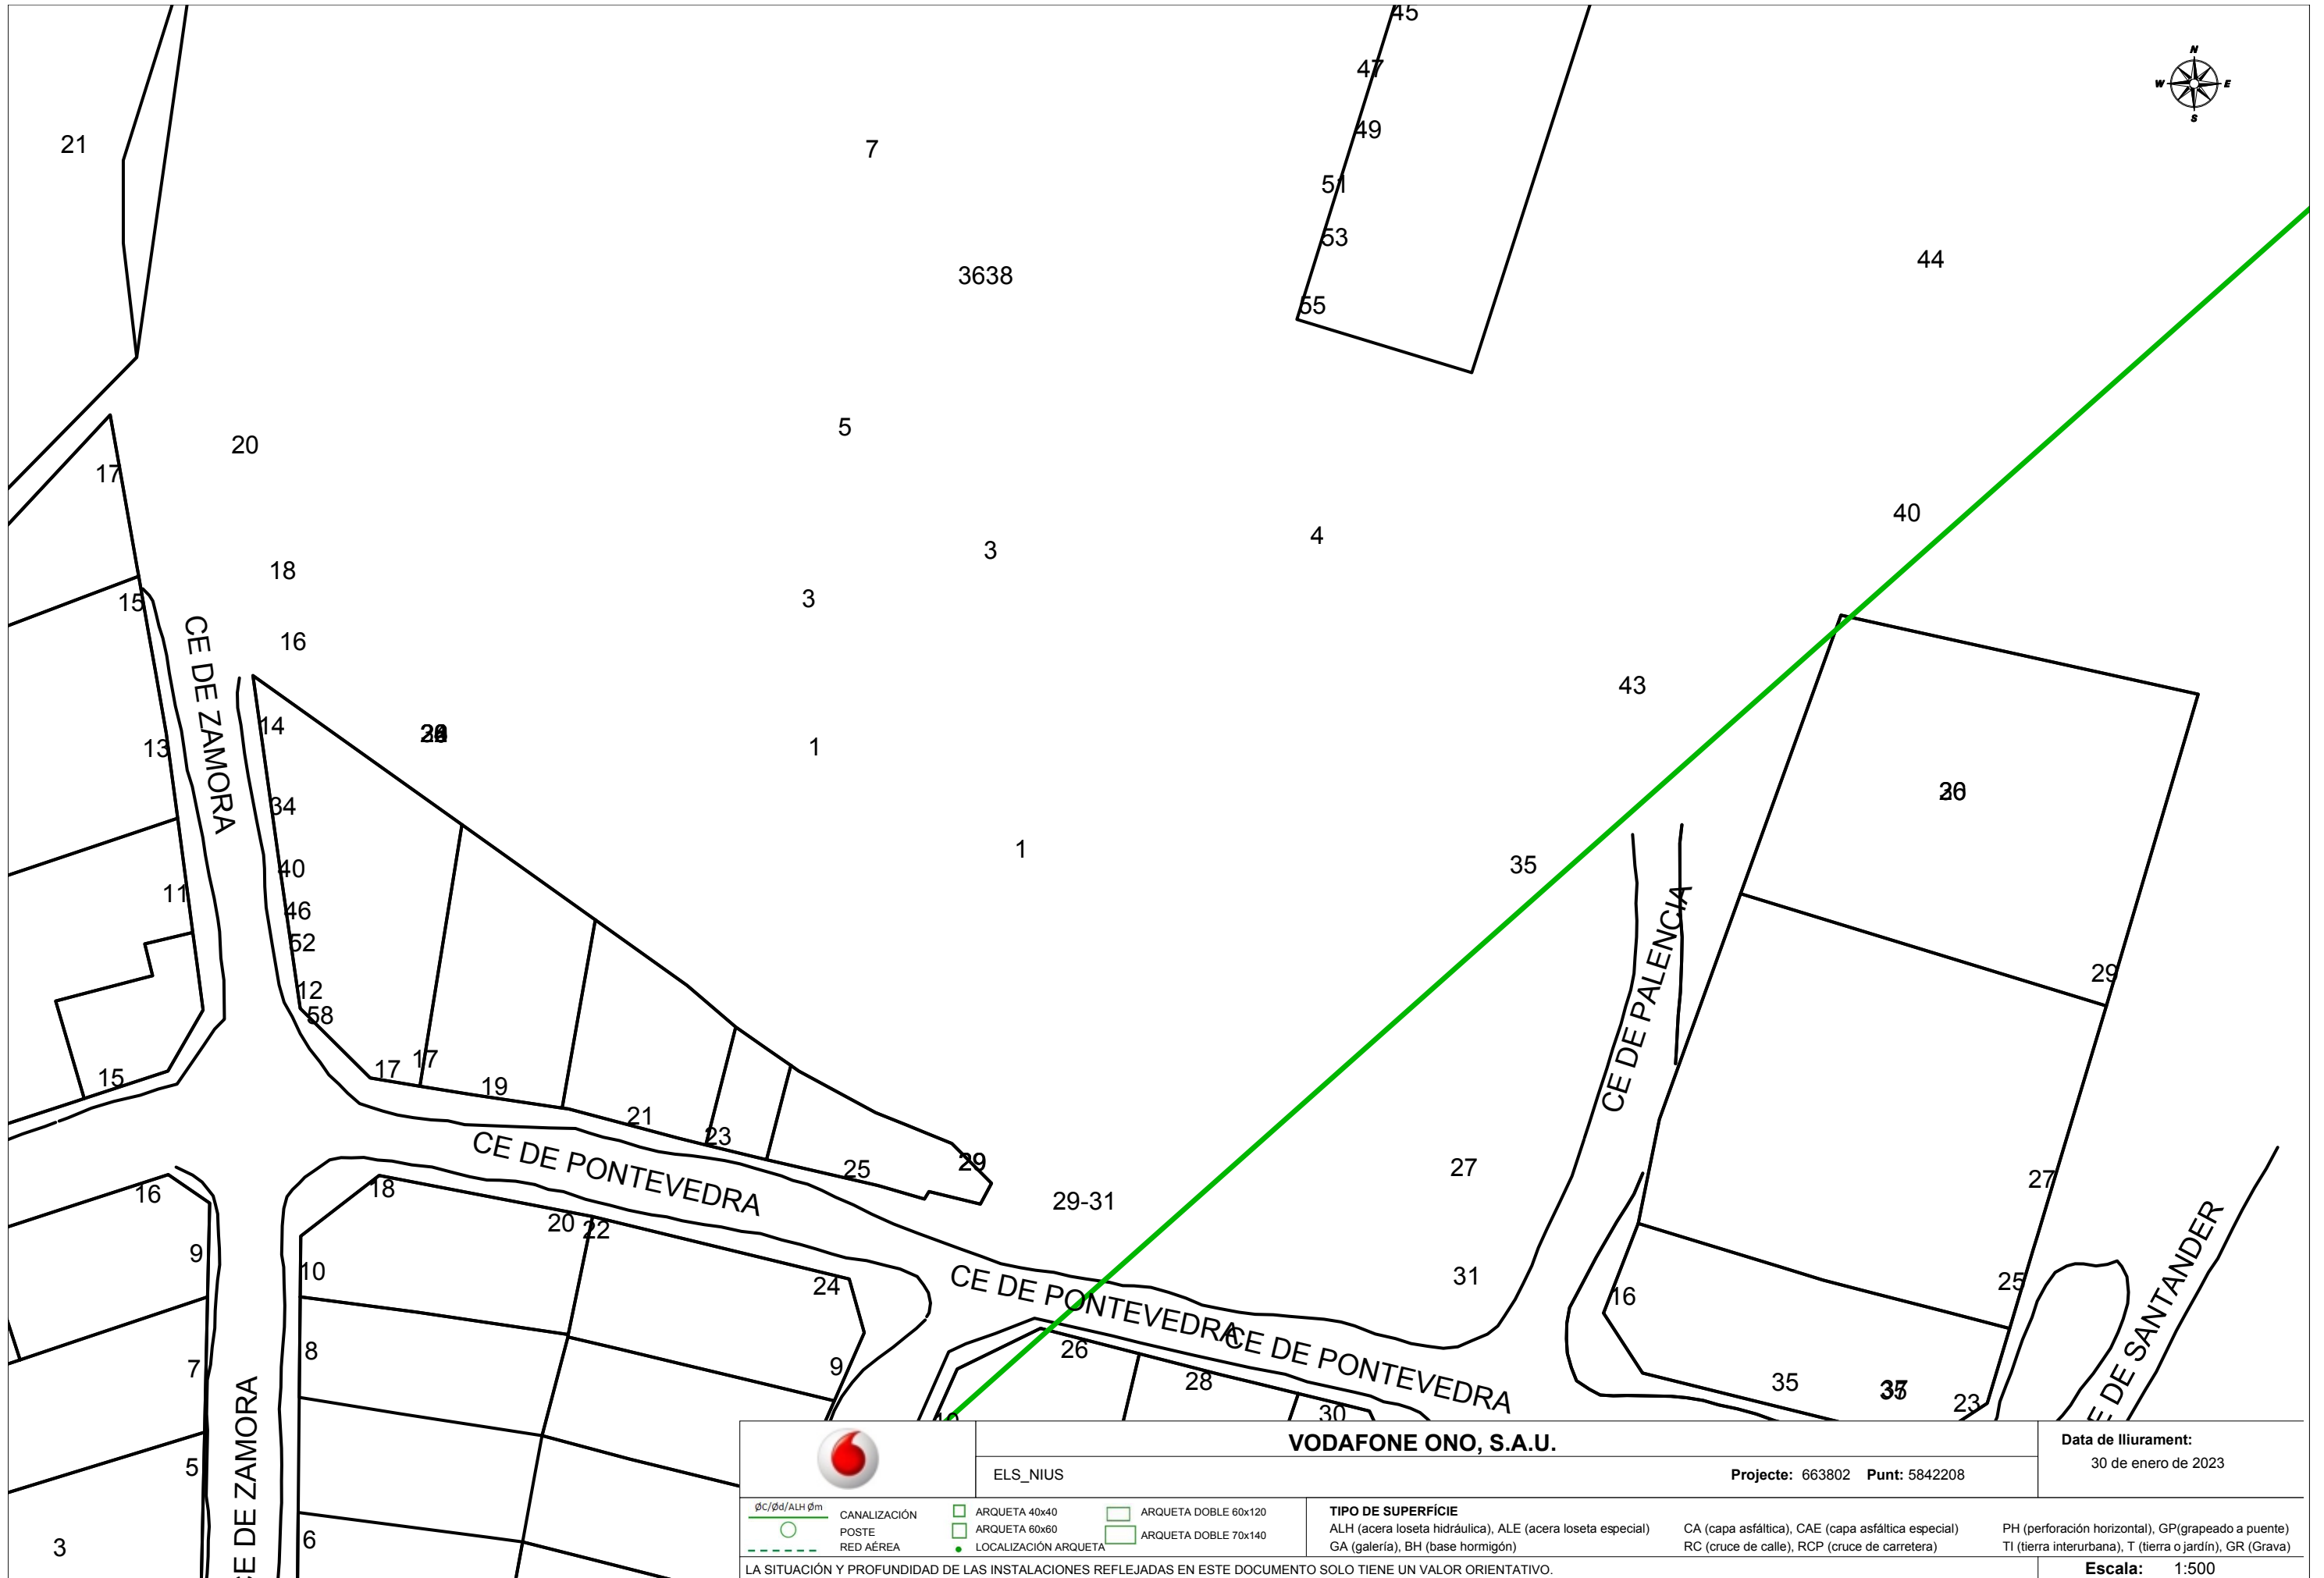 45
47
N
W E
S
49
21
7
51
53
44
3638
55
5
20
17
40
4
3
18
3
15
16
CE DE ZAMORA
43
14
13
1
20
34
1
35
40
11
46
CE DE PALENCIA
52
29
12
58
17 17
15
19
21
23
CE DE PONTEVEDRA
25
29
27
27
16
18
29-31
CE DE SANTANDER
20 22
9
10
24
CE DE PONTEVEDRA
31
25
16
8
26
CE DE PONTEVEDRA
9
7
28
35
23
30
CE DE ZAMORA
5
6
3
VODAFONE ONO, S.A.U.
Data de lliurament:
30 de enero de 2023
ELS_NIUS
Projecte: 663802 Punt: 5842208
ØC/Ød/ALH Øm
CANALIZACIÓN
POSTE
RED AÉREA
ARQUETA 40x40
ARQUETA 60x60
LOCALIZACIÓN ARQUETA
ARQUETA DOBLE 60x120
ARQUETA DOBLE 70x140
TIPO DE SUPERFÍCIE
ALH (acera loseta hidráulica), ALE (acera loseta especial)
GA (galería), BH (base hormigón)
CA (capa asfáltica), CAE (capa asfáltica especial)
RC (cruce de calle), RCP (cruce de carretera)
PH (perforación horizontal), GP(grapeado a puente)
TI (tierra interurbana), T (tierra o jardín), GR (Grava)
LA SITUACIÓN Y PROFUNDIDAD DE LAS INSTALACIONES REFLEJADAS EN ESTE DOCUMENTO SOLO TIENE UN VALOR ORIENTATIVO.
Escala: 1:500